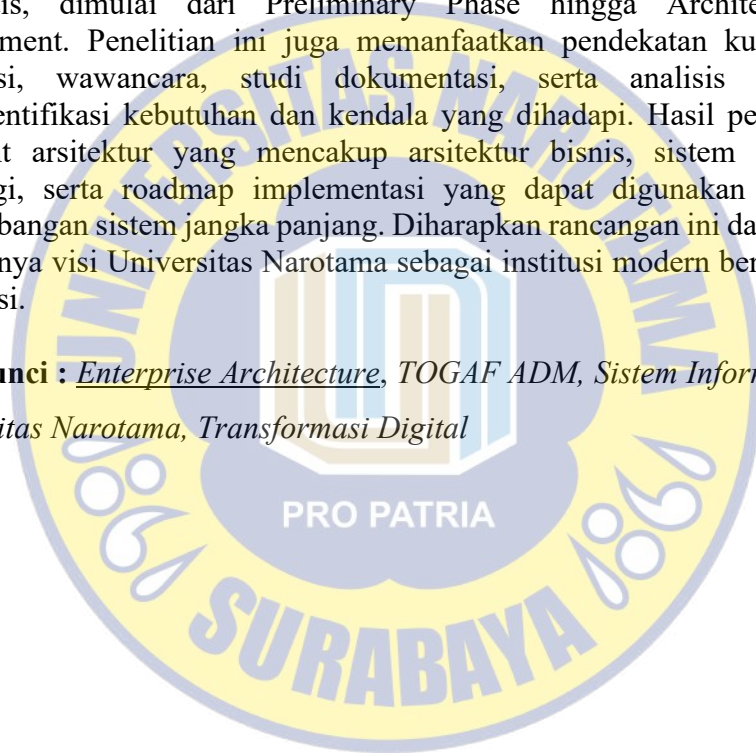 is, dimulai dari Preliminary Phase hingga Archite
ment. Penelitian ini juga memanfaatkan pendekatan ku
si, wawancara, studi dokumentasi, serta analisis
entifikasi kebutuhan dan kendala yang dihadapi. Hasil pe
t arsitektur yang mencakup arsitektur bisnis, sistem
gi, serta roadmap implementasi yang dapat digunakan
bangan sistem jangka panjang. Diharapkan rancangan ini da
nya visi Universitas Narotama sebagai institusi modern ber
si.
unci : Enterprise Architecture, TOGAF ADM, Sistem Infor
itas Narotama, Transformasi Digital
UNIVERSITAS NAROTAMA
PRO PATRIA
SURABAYA